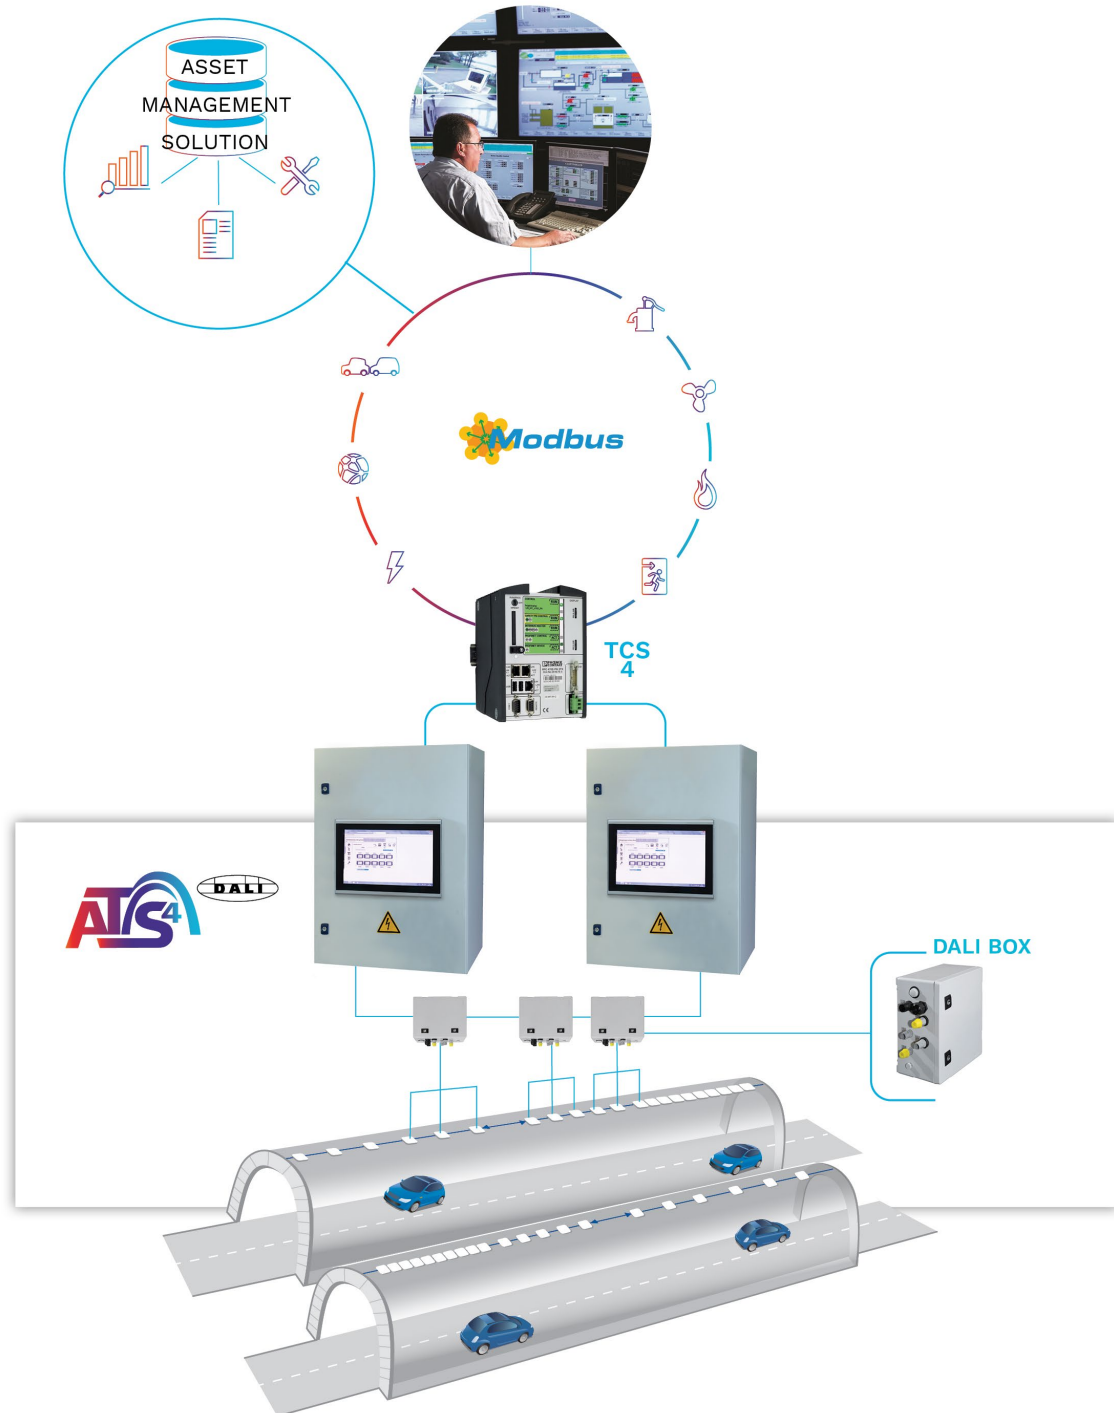 ASSET
MANAGEMENT
SOLUTION
Modbus
TCS
4
ATS4
DALI
DALI BOX